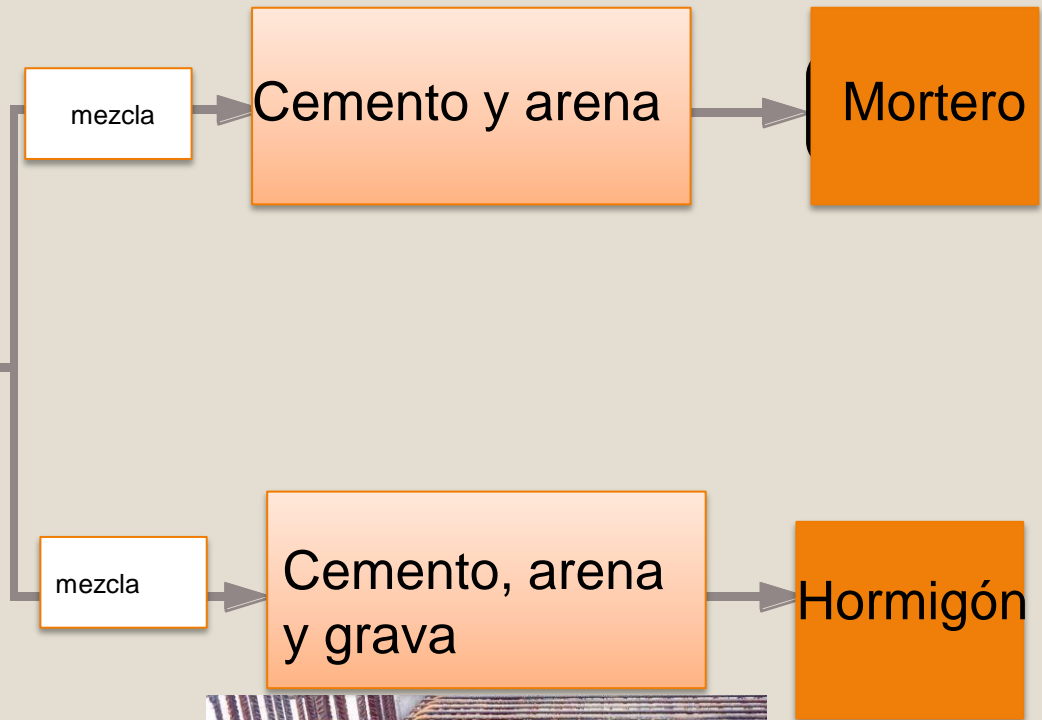 mezcla
Cemento y arena
Mortero
mezcla
Cemento, arena
y grava
Hormigón